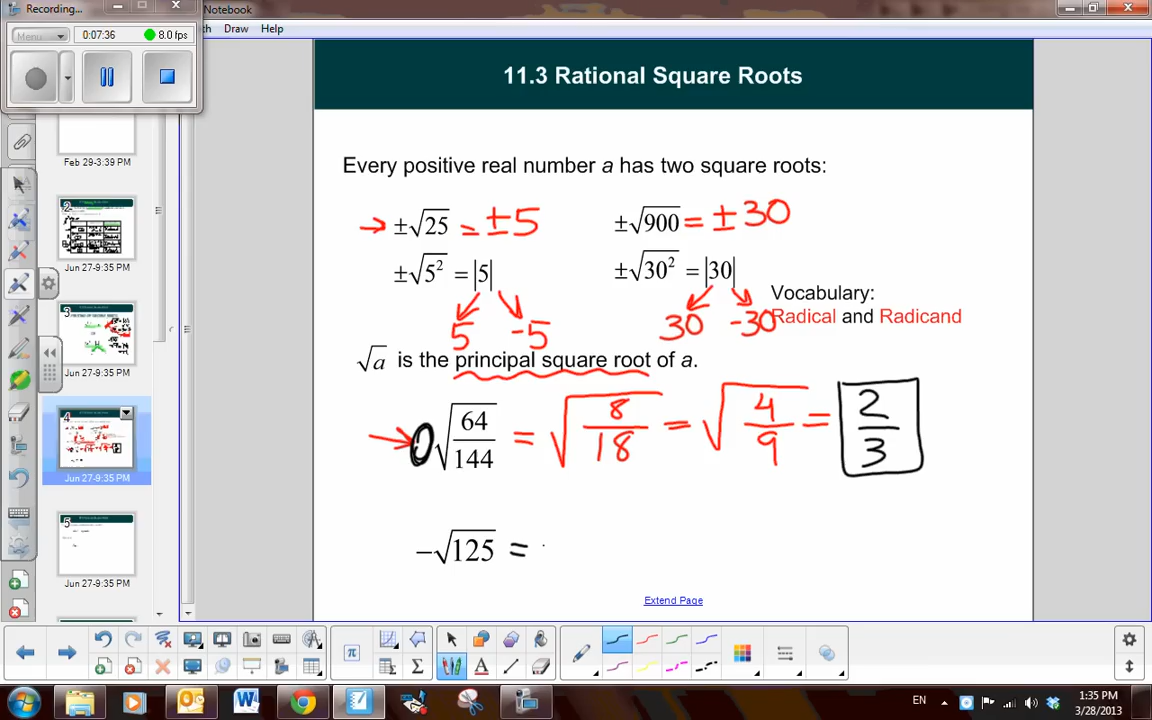 Recording...
Notebook
Menu
0:07:36
8.0 fps
Draw Help
11.3 Rational Square Roots
Feb 29-3:39 PM
2
Jun 27-9:35 PM
3
Jun 27-9:35 PM
4
Jun 27-9:35 PM
5
Jun 27-9:35 PM
Every positive real number a has two square roots:
±√25 = ±5
±√900 = ±30
±√5² = |5|
±√30² = |30|
5 -5
30 -30
Vocabulary:
Radical and Radicand
√a is the principal square root of a.
√64/144 = √8/18 = √4/9 = 2/3
−√125 =
Extend Page
EN
1:35 PM
3/28/2013